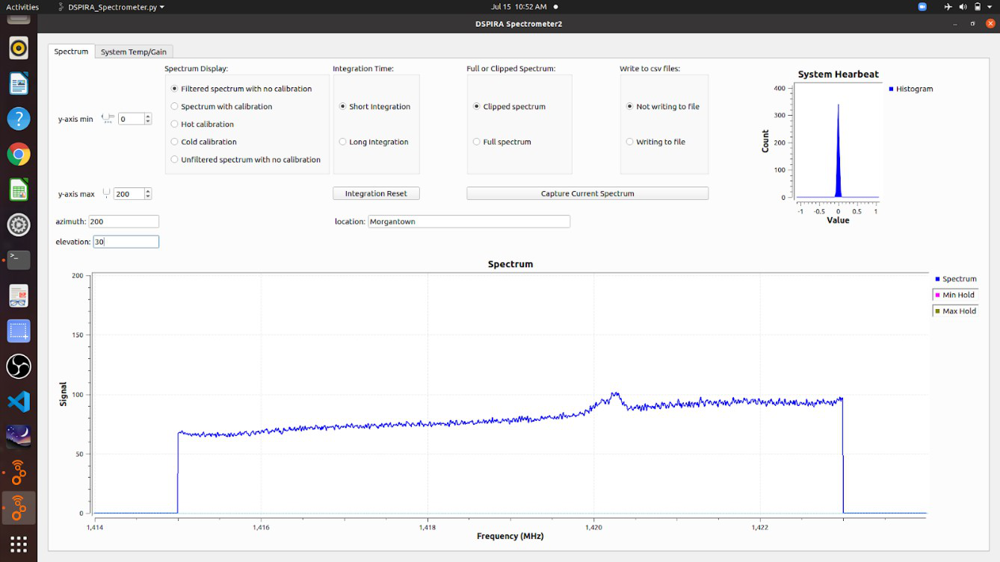 Activities DSPIRA_Spectrometer.py Jul 15 10:52 AM
DSPIRA Spectrometer2
Spectrum System Temp/Gain
Spectrum Display: Integration Time: Full or Clipped Spectrum: Write to csv files:
Filtered spectrum with no calibration
Spectrum with calibration Short Integration Clipped spectrum Not writing to file
y-axis min 0
Hot calibration
Cold calibration Long Integration Full spectrum Writing to file
Unfiltered spectrum with no calibration
y-axis max 200 Integration Reset Capture Current Spectrum
azimuth: 200 location: Morgantown
elevation: 30
System Hearbeat
Histogram
Count
400
300
200
100
0
-1 -0.5 0 0.5 1
Value
Spectrum
Signal
200
150
100
50
0
1,414 1,416 1,418 1,420 1,422
Frequency (MHz)
Spectrum
Min Hold
Max Hold